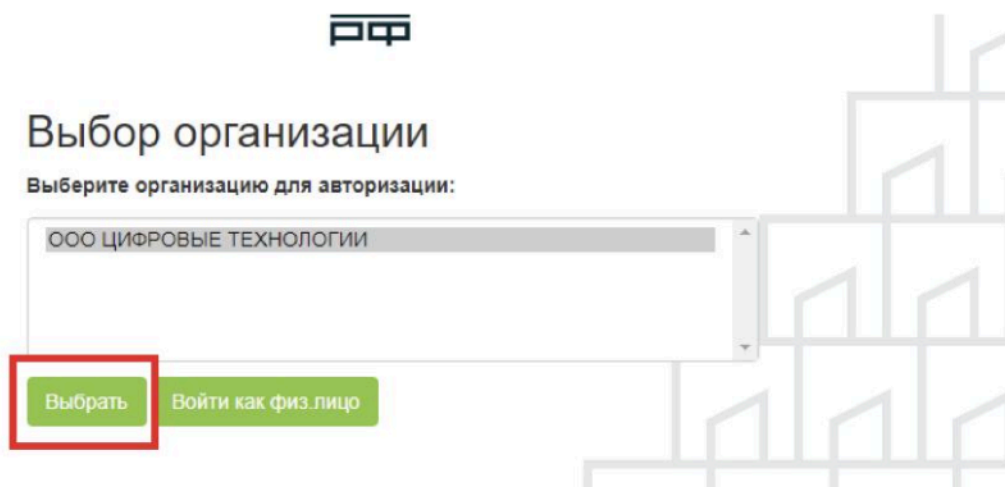 рф
Выбор организации
Выберите организацию для авторизации:
ООО ЦИФРОВЫЕ ТЕХНОЛОГИИ
Выбрать Войти как физ.лицо